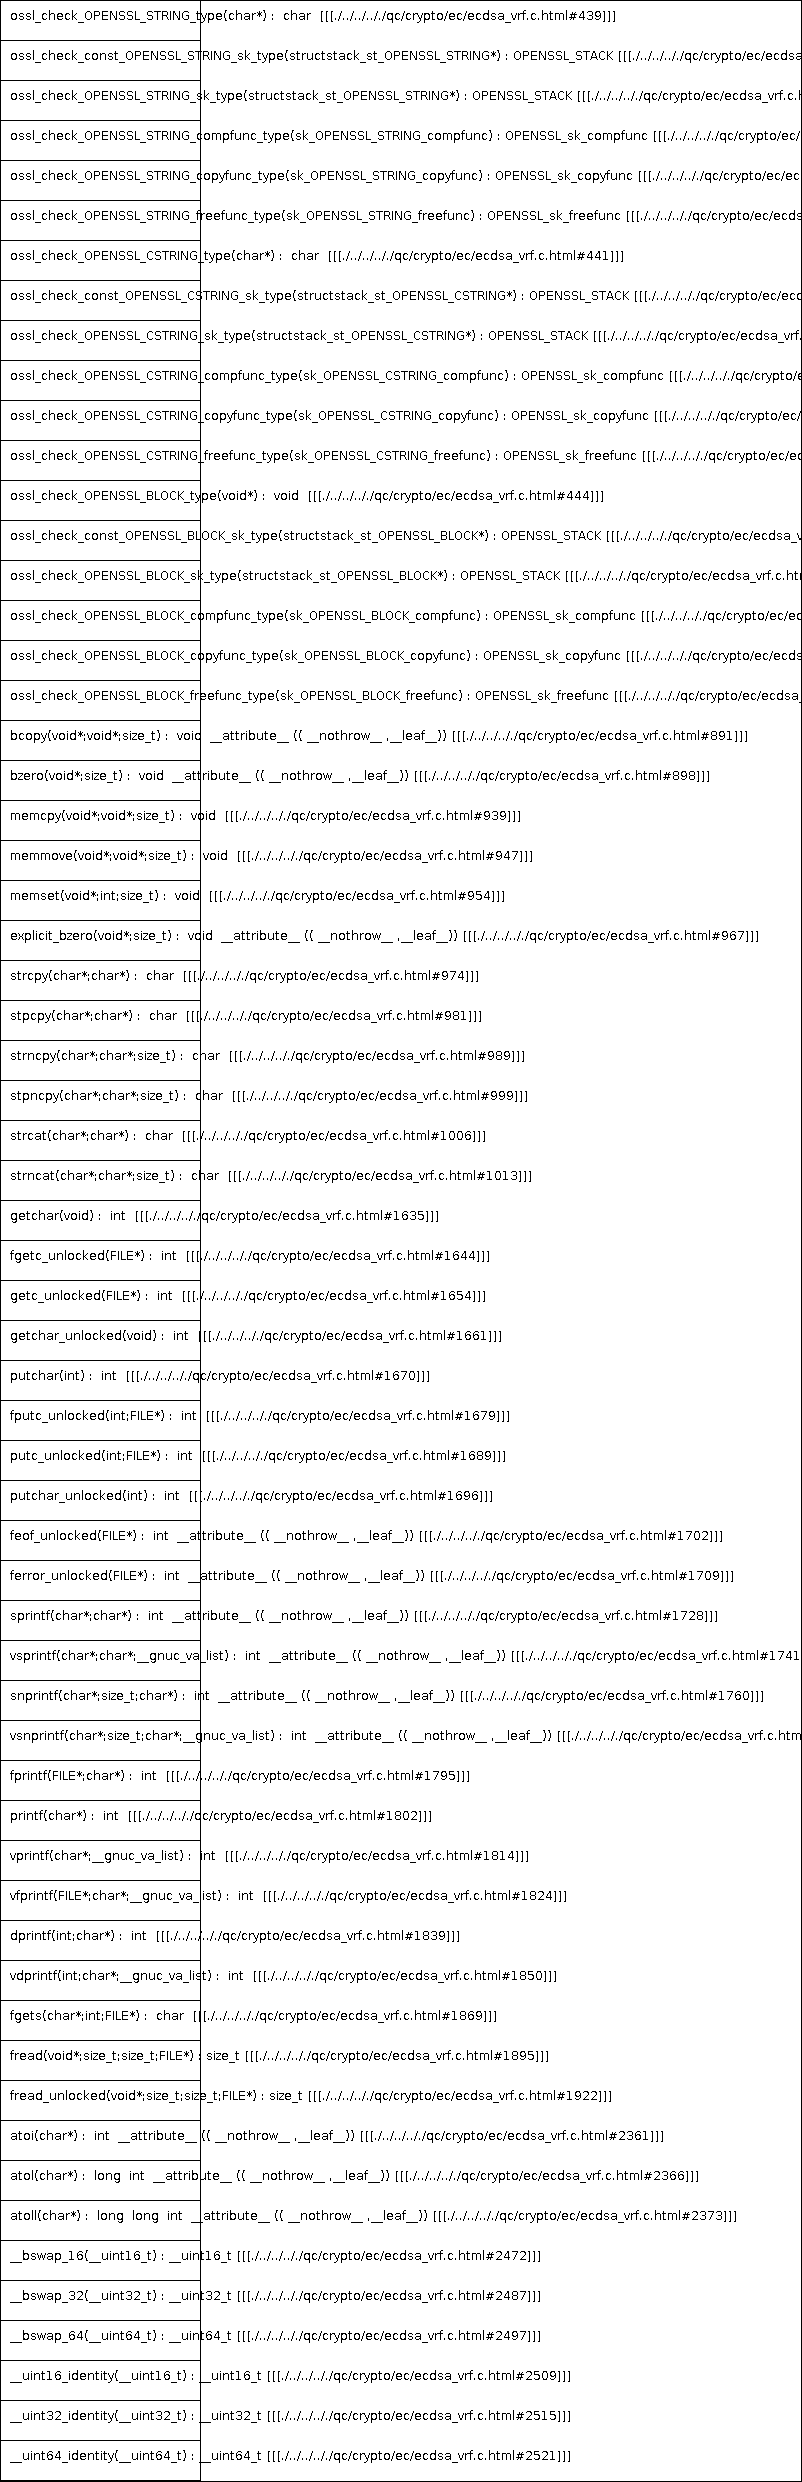 ossl_check_OPENSSL_STRING_type(char*) : char [[[./../../.././qc/crypto/ec/ecdsa_vrf.c.html#439]]]
ossl_check_const_OPENSSL_STRING_sk_type(structstack_st_OPENSSL_STRING*) : OPENSSL_STACK [[[./../../.././qc/crypto/ec/ecdsa
ossl_check_OPENSSL_STRING_sk_type(structstack_st_OPENSSL_STRING*) : OPENSSL_STACK [[[./../../.././qc/crypto/ec/ecdsa_vrf.c.h
ossl_check_OPENSSL_STRING_compfunc_type(sk_OPENSSL_STRING_compfunc) : OPENSSL_sk_compfunc [[[./../../.././qc/crypto/ec/
ossl_check_OPENSSL_STRING_copyfunc_type(sk_OPENSSL_STRING_copyfunc) : OPENSSL_sk_copyfunc [[[./../../.././qc/crypto/ec/ec
ossl_check_OPENSSL_STRING_freefunc_type(sk_OPENSSL_STRING_freefunc) : OPENSSL_sk_freefunc [[[./../../.././qc/crypto/ec/ecds
ossl_check_OPENSSL_CSTRING_type(char*) : char [[[./../../.././qc/crypto/ec/ecdsa_vrf.c.html#441]]]
ossl_check_const_OPENSSL_CSTRING_sk_type(structstack_st_OPENSSL_CSTRING*) : OPENSSL_STACK [[[./../../.././qc/crypto/ec/ec
ossl_check_OPENSSL_CSTRING_sk_type(structstack_st_OPENSSL_CSTRING*) : OPENSSL_STACK [[[./../../.././qc/crypto/ec/ecdsa_vrf.
ossl_check_OPENSSL_CSTRING_compfunc_type(sk_OPENSSL_CSTRING_compfunc) : OPENSSL_sk_compfunc [[[./../../.././qc/crypto/e
ossl_check_OPENSSL_CSTRING_copyfunc_type(sk_OPENSSL_CSTRING_copyfunc) : OPENSSL_sk_copyfunc [[[./../../.././qc/crypto/ec/
ossl_check_OPENSSL_CSTRING_freefunc_type(sk_OPENSSL_CSTRING_freefunc) : OPENSSL_sk_freefunc [[[./../../.././qc/crypto/ec/ec
ossl_check_OPENSSL_BLOCK_type(void*) : void [[[./../../.././qc/crypto/ec/ecdsa_vrf.c.html#444]]]
ossl_check_const_OPENSSL_BLOCK_sk_type(structstack_st_OPENSSL_BLOCK*) : OPENSSL_STACK [[[./../../.././qc/crypto/ec/ecdsa_v
ossl_check_OPENSSL_BLOCK_sk_type(structstack_st_OPENSSL_BLOCK*) : OPENSSL_STACK [[[./../../.././qc/crypto/ec/ecdsa_vrf.c.ht
ossl_check_OPENSSL_BLOCK_compfunc_type(sk_OPENSSL_BLOCK_compfunc) : OPENSSL_sk_compfunc [[[./../../.././qc/crypto/ec/ec
ossl_check_OPENSSL_BLOCK_copyfunc_type(sk_OPENSSL_BLOCK_copyfunc) : OPENSSL_sk_copyfunc [[[./../../.././qc/crypto/ec/ecds
ossl_check_OPENSSL_BLOCK_freefunc_type(sk_OPENSSL_BLOCK_freefunc) : OPENSSL_sk_freefunc [[[./../../.././qc/crypto/ec/ecdsa_
bcopy(void*;void*;size_t) : void __attribute__ (( __nothrow__ ,__leaf__)) [[[./../../.././qc/crypto/ec/ecdsa_vrf.c.html#891]]]
bzero(void*;size_t) : void __attribute__ (( __nothrow__ ,__leaf__)) [[[./../../.././qc/crypto/ec/ecdsa_vrf.c.html#898]]]
memcpy(void*;void*;size_t) : void [[[./../../.././qc/crypto/ec/ecdsa_vrf.c.html#939]]]
memmove(void*;void*;size_t) : void [[[./../../.././qc/crypto/ec/ecdsa_vrf.c.html#947]]]
memset(void*;int;size_t) : void [[[./../../.././qc/crypto/ec/ecdsa_vrf.c.html#954]]]
explicit_bzero(void*;size_t) : void __attribute__ (( __nothrow__ ,__leaf__)) [[[./../../.././qc/crypto/ec/ecdsa_vrf.c.html#967]]]
strcpy(char*;char*) : char [[[./../../.././qc/crypto/ec/ecdsa_vrf.c.html#974]]]
stpcpy(char*;char*) : char [[[./../../.././qc/crypto/ec/ecdsa_vrf.c.html#981]]]
strncpy(char*;char*;size_t) : char [[[./../../.././qc/crypto/ec/ecdsa_vrf.c.html#989]]]
stpncpy(char*;char*;size_t) : char [[[./../../.././qc/crypto/ec/ecdsa_vrf.c.html#999]]]
strcat(char*;char*) : char [[[./../../.././qc/crypto/ec/ecdsa_vrf.c.html#1006]]]
strncat(char*;char*;size_t) : char [[[./../../.././qc/crypto/ec/ecdsa_vrf.c.html#1013]]]
getchar(void) : int [[[./../../.././qc/crypto/ec/ecdsa_vrf.c.html#1635]]]
fgetc_unlocked(FILE*) : int [[[./../../.././qc/crypto/ec/ecdsa_vrf.c.html#1644]]]
getc_unlocked(FILE*) : int [[[./../../.././qc/crypto/ec/ecdsa_vrf.c.html#1654]]]
getchar_unlocked(void) : int [[[./../../.././qc/crypto/ec/ecdsa_vrf.c.html#1661]]]
putchar(int) : int [[[./../../.././qc/crypto/ec/ecdsa_vrf.c.html#1670]]]
fputc_unlocked(int;FILE*) : int [[[./../../.././qc/crypto/ec/ecdsa_vrf.c.html#1679]]]
putc_unlocked(int;FILE*) : int [[[./../../.././qc/crypto/ec/ecdsa_vrf.c.html#1689]]]
putchar_unlocked(int) : int [[[./../../.././qc/crypto/ec/ecdsa_vrf.c.html#1696]]]
feof_unlocked(FILE*) : int __attribute__ (( __nothrow__ ,__leaf__)) [[[./../../.././qc/crypto/ec/ecdsa_vrf.c.html#1702]]]
ferror_unlocked(FILE*) : int __attribute__ (( __nothrow__ ,__leaf__)) [[[./../../.././qc/crypto/ec/ecdsa_vrf.c.html#1709]]]
sprintf(char*;char*) : int __attribute__ (( __nothrow__ ,__leaf__)) [[[./../../.././qc/crypto/ec/ecdsa_vrf.c.html#1728]]]
vsprintf(char*;char*;__gnuc_va_list) : int __attribute__ (( __nothrow__ ,__leaf__)) [[[./../../.././qc/crypto/ec/ecdsa_vrf.c.html#1741
snprintf(char*;size_t;char*) : int __attribute__ (( __nothrow__ ,__leaf__)) [[[./../../.././qc/crypto/ec/ecdsa_vrf.c.html#1760]]]
vsnprintf(char*;size_t;char*;__gnuc_va_list) : int __attribute__ (( __nothrow__ ,__leaf__)) [[[./../../.././qc/crypto/ec/ecdsa_vrf.c.htm
fprintf(FILE*;char*) : int [[[./../../.././qc/crypto/ec/ecdsa_vrf.c.html#1795]]]
printf(char*) : int [[[./../../.././qc/crypto/ec/ecdsa_vrf.c.html#1802]]]
vprintf(char*;__gnuc_va_list) : int [[[./../../.././qc/crypto/ec/ecdsa_vrf.c.html#1814]]]
vfprintf(FILE*;char*;__gnuc_va_list) : int [[[./../../.././qc/crypto/ec/ecdsa_vrf.c.html#1824]]]
dprintf(int;char*) : int [[[./../../.././qc/crypto/ec/ecdsa_vrf.c.html#1839]]]
vdprintf(int;char*;__gnuc_va_list) : int [[[./../../.././qc/crypto/ec/ecdsa_vrf.c.html#1850]]]
fgets(char*;int;FILE*) : char [[[./../../.././qc/crypto/ec/ecdsa_vrf.c.html#1869]]]
fread(void*;size_t;size_t;FILE*) : size_t [[[./../../.././qc/crypto/ec/ecdsa_vrf.c.html#1895]]]
fread_unlocked(void*;size_t;size_t;FILE*) : size_t [[[./../../.././qc/crypto/ec/ecdsa_vrf.c.html#1922]]]
atoi(char*) : int __attribute__ (( __nothrow__ ,__leaf__)) [[[./../../.././qc/crypto/ec/ecdsa_vrf.c.html#2361]]]
atol(char*) : long int __attribute__ (( __nothrow__ ,__leaf__)) [[[./../../.././qc/crypto/ec/ecdsa_vrf.c.html#2366]]]
atoll(char*) : long long int __attribute__ (( __nothrow__ ,__leaf__)) [[[./../../.././qc/crypto/ec/ecdsa_vrf.c.html#2373]]]
__bswap_16(__uint16_t) : __uint16_t [[[./../../.././qc/crypto/ec/ecdsa_vrf.c.html#2472]]]
__bswap_32(__uint32_t) : __uint32_t [[[./../../.././qc/crypto/ec/ecdsa_vrf.c.html#2487]]]
__bswap_64(__uint64_t) : __uint64_t [[[./../../.././qc/crypto/ec/ecdsa_vrf.c.html#2497]]]
__uint16_identity(__uint16_t) : __uint16_t [[[./../../.././qc/crypto/ec/ecdsa_vrf.c.html#2509]]]
__uint32_identity(__uint32_t) : __uint32_t [[[./../../.././qc/crypto/ec/ecdsa_vrf.c.html#2515]]]
__uint64_identity(__uint64_t) : __uint64_t [[[./../../.././qc/crypto/ec/ecdsa_vrf.c.html#2521]]]